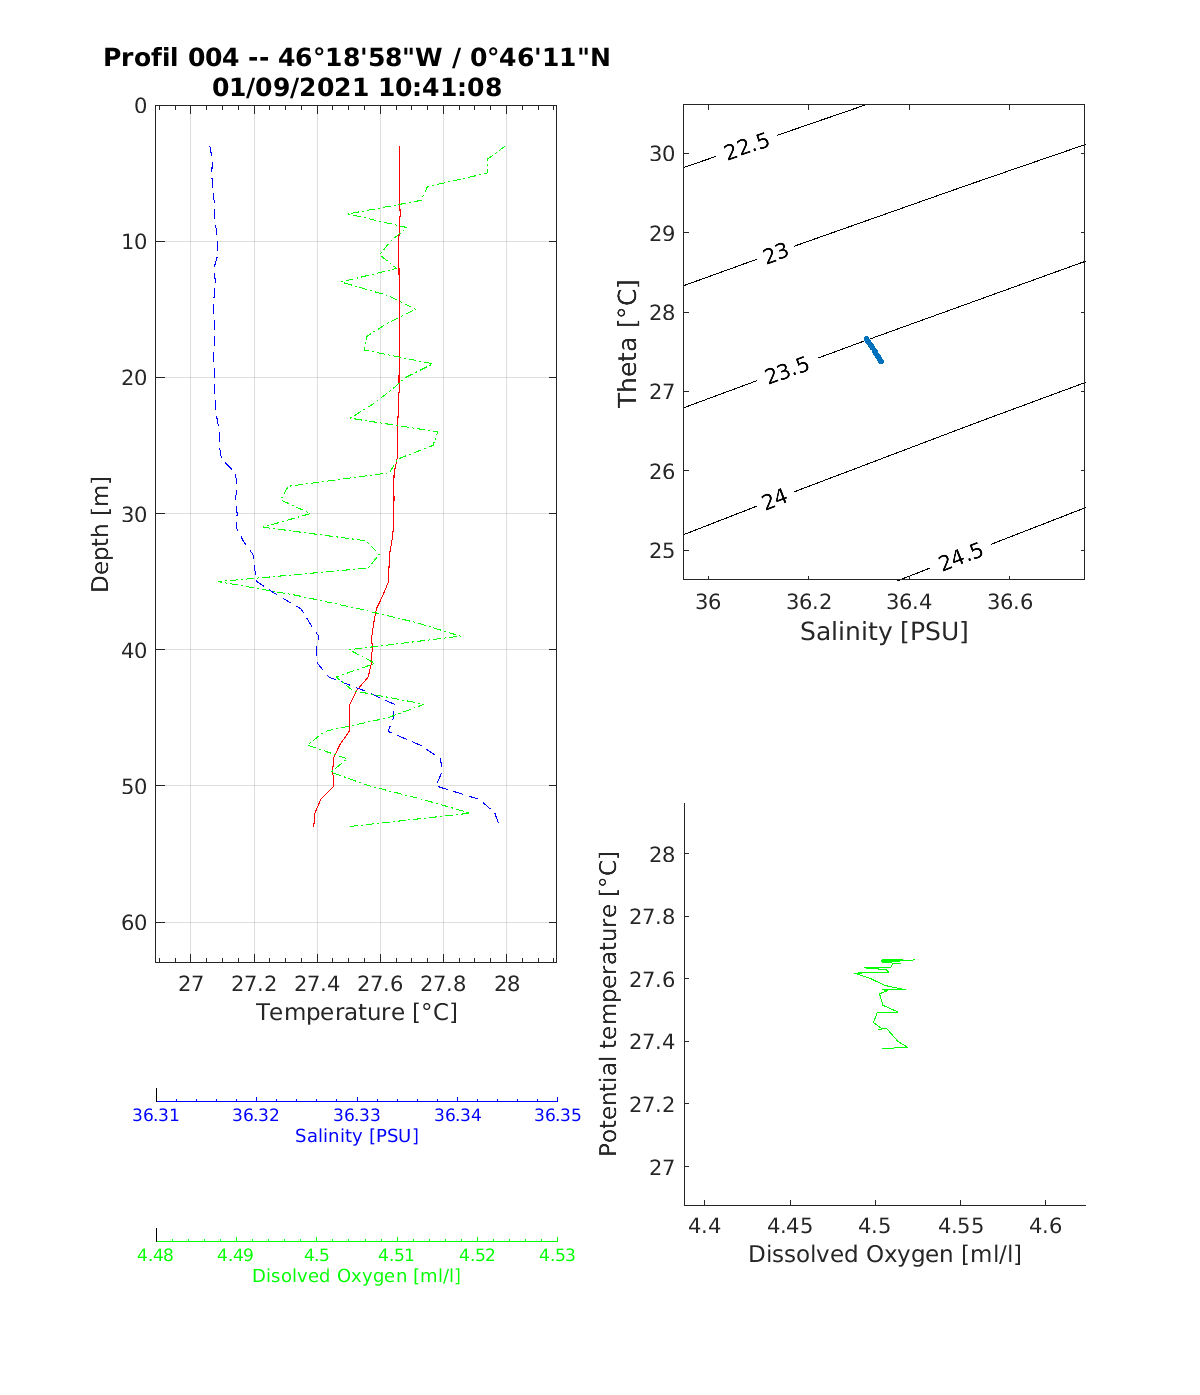 Profil 004 -- 46°18'58"W / 0°46'11"N
01/09/2021 10:41:08
0
10
20
30
40
50
60
Depth [m]
27 27.2 27.4 27.6 27.8 28
Temperature [°C]
36.31 36.32 36.33 36.34 36.35
Salinity [PSU]
4.48 4.49 4.5 4.51 4.52 4.53
Disolved Oxygen [ml/l]
30
29
28
27
26
25
Theta [°C]
22.5
23
23.5
24
24.5
36 36.2 36.4 36.6
Salinity [PSU]
28
27.8
27.6
27.4
27.2
27
Potential temperature [°C]
4.4 4.45 4.5 4.55 4.6
Dissolved Oxygen [ml/l]